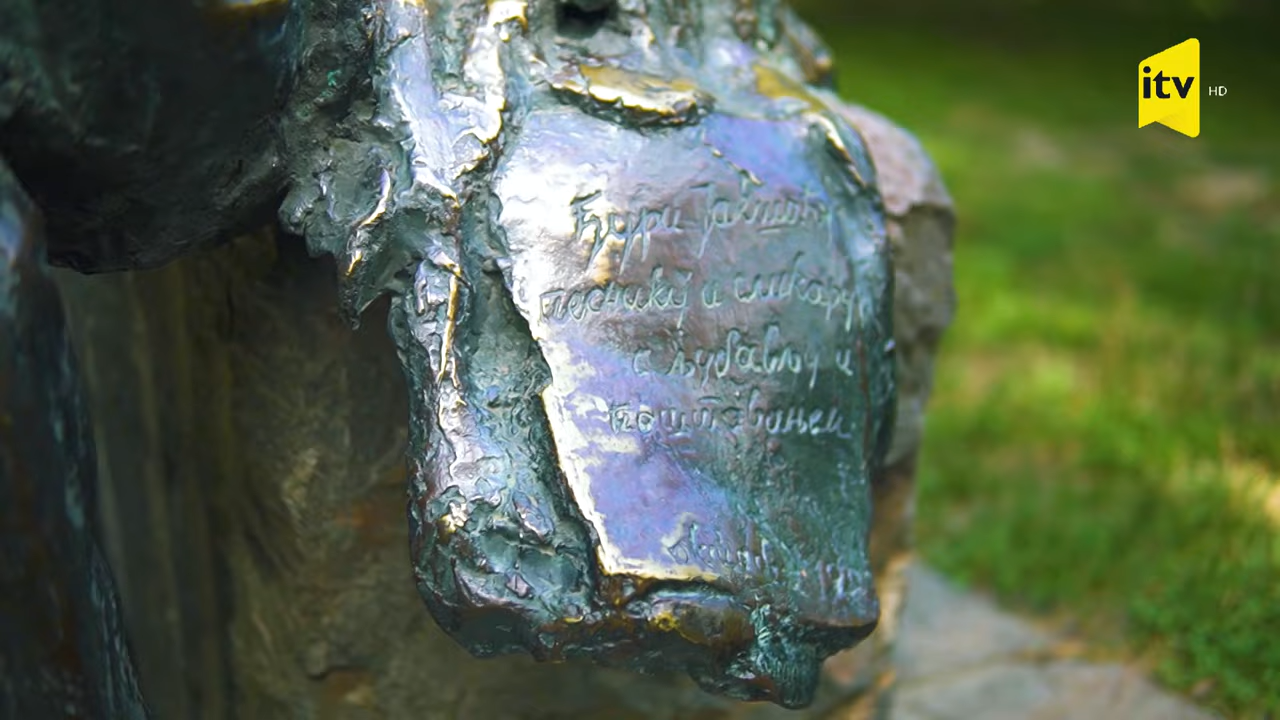 Ђури Јакшићу
песнику и сликару
с љубављу и
поштовањем
itv HD